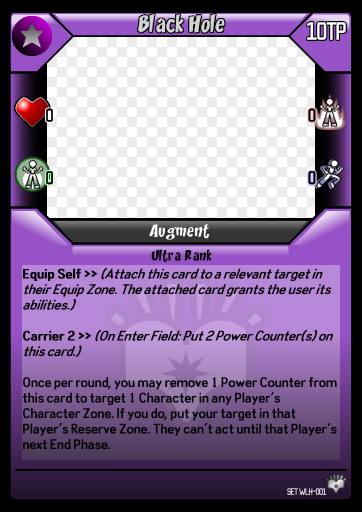 Black Hole
10TP
0
0
0
0
Augment
Ultra Rank
Equip Self >> (Attach this card to a relevant target in
their Equip Zone. The attached card grants the user its
abilities.)
Carrier 2 >> (On Enter Field: Put 2 Power Counter(s) on
this card.)
Once per round, you may remove 1 Power Counter from
this card to target 1 Character in any Player's
Character Zone. If you do, put your target in that
Player's Reserve Zone. They can't act until that Player's
next End Phase.
SET WLH-001